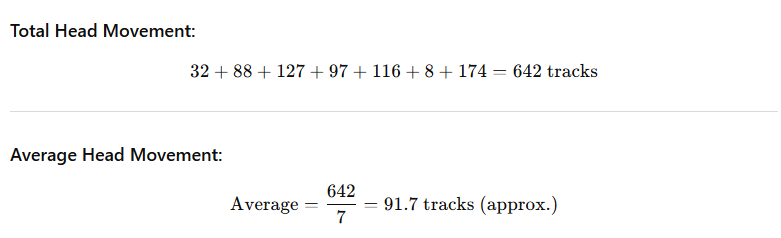 Total Head Movement:
32 + 88 + 127 + 97 + 116 + 8 + 174 = 642 tracks
Average Head Movement:
Average = 642/7 = 91.7 tracks (approx.)